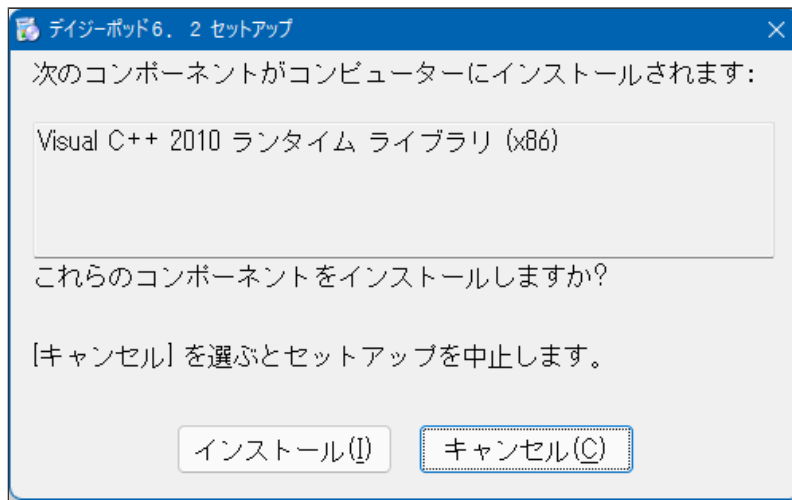 デイジーポッド６．２ セットアップ
次のコンポーネントがコンピューターにインストールされます:
Visual C++ 2010 ランタイム ライブラリ (x86)
これらのコンポーネントをインストールしますか?
[キャンセル] を選ぶとセットアップを中止します。
インストール(I)
キャンセル(C)